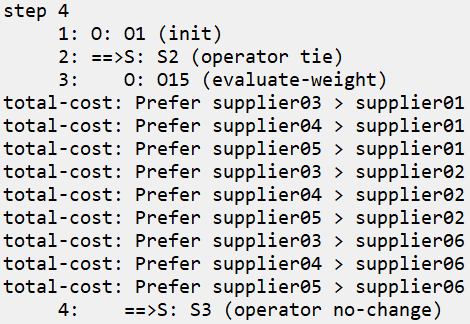 step 4
1: O: O1 (init)
2: ==>S: S2 (operator tie)
3: O: O15 (evaluate-weight)
total-cost: Prefer supplier03 > supplier01
total-cost: Prefer supplier04 > supplier01
total-cost: Prefer supplier05 > supplier01
total-cost: Prefer supplier03 > supplier02
total-cost: Prefer supplier04 > supplier02
total-cost: Prefer supplier05 > supplier02
total-cost: Prefer supplier03 > supplier06
total-cost: Prefer supplier04 > supplier06
total-cost: Prefer supplier05 > supplier06
4: ==>S: S3 (operator no-change)